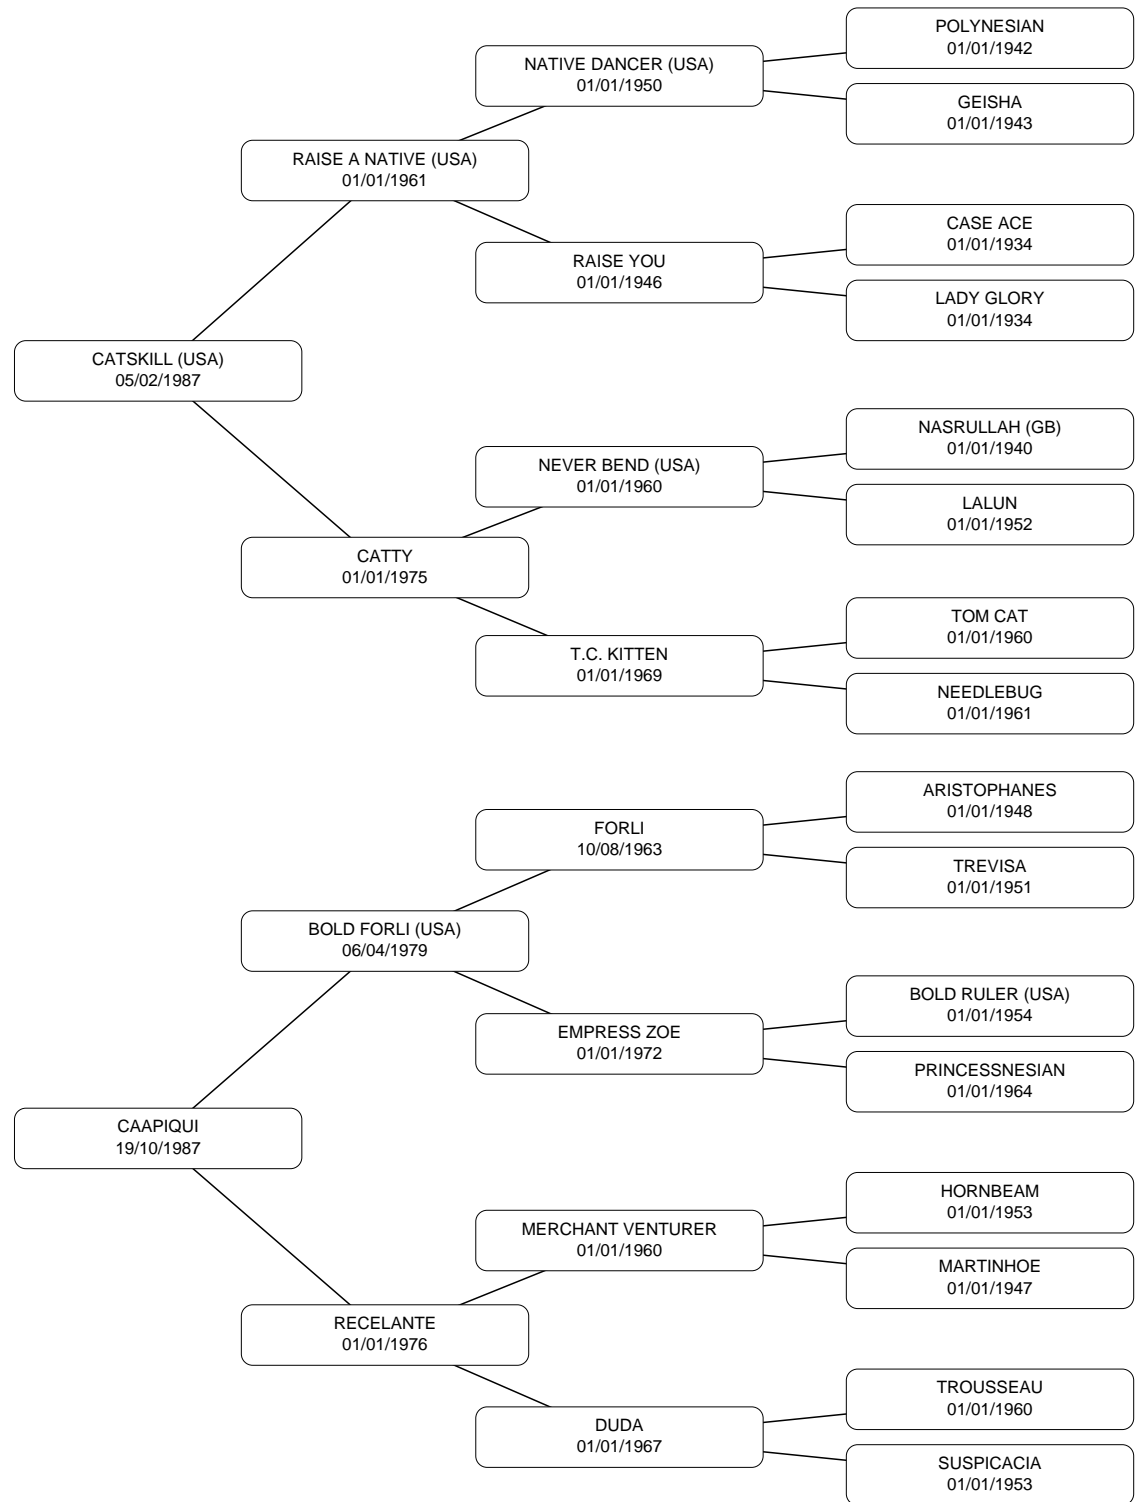 POLYNESIAN
01/01/1942
NATIVE DANCER (USA)
01/01/1950
GEISHA
01/01/1943
RAISE A NATIVE (USA)
01/01/1961
CASE ACE
01/01/1934
RAISE YOU
01/01/1946
LADY GLORY
01/01/1934
CATSKILL (USA)
05/02/1987
NASRULLAH (GB)
01/01/1940
NEVER BEND (USA)
01/01/1960
LALUN
01/01/1952
CATTY
01/01/1975
TOM CAT
01/01/1960
T.C. KITTEN
01/01/1969
NEEDLEBUG
01/01/1961
ARISTOPHANES
01/01/1948
FORLI
10/08/1963
TREVISA
01/01/1951
BOLD FORLI (USA)
06/04/1979
BOLD RULER (USA)
01/01/1954
EMPRESS ZOE
01/01/1972
PRINCESSNESIAN
01/01/1964
CAAPIQUI
19/10/1987
HORNBEAM
01/01/1953
MERCHANT VENTURER
01/01/1960
MARTINHOE
01/01/1947
RECELANTE
01/01/1976
TROUSSEAU
01/01/1960
DUDA
01/01/1967
SUSPICACIA
01/01/1953